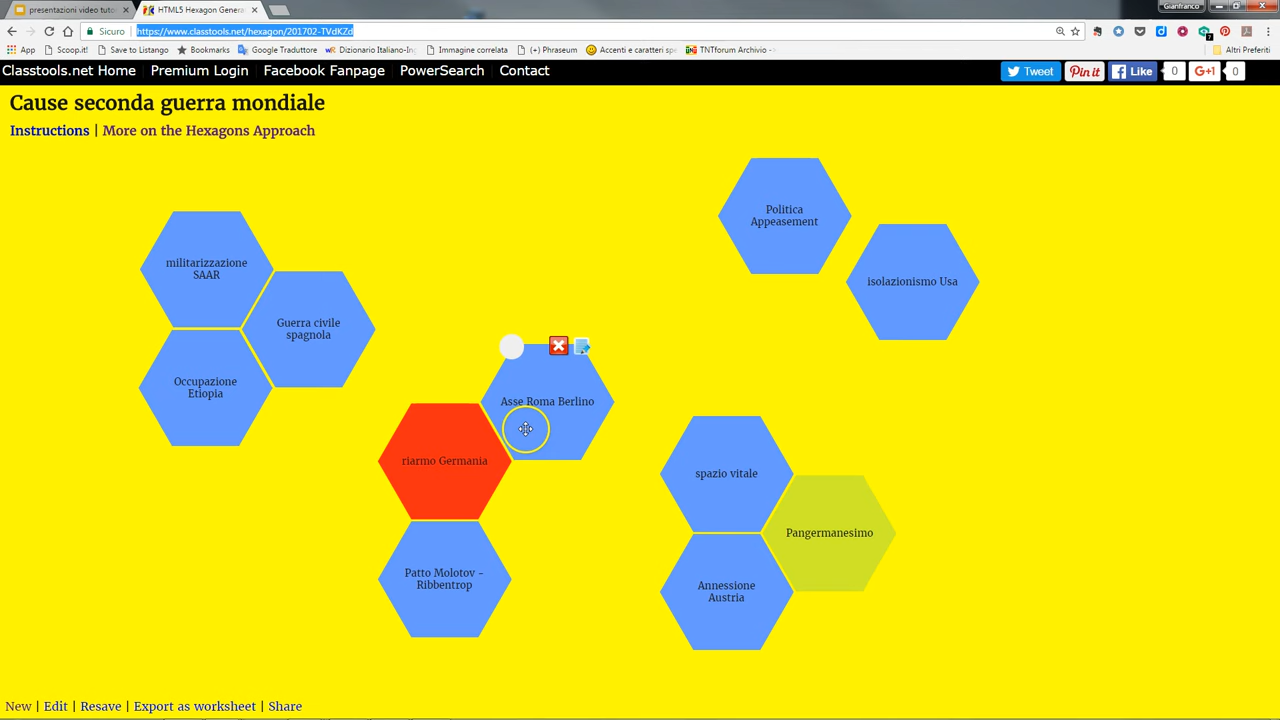 presentazioni video tuto
HTML5 Hexagon Genera
Gianfranco
Sicuro
https://www.classtools.net/hexagon/201702-TVdKZd
App
Scoop.it!
Save to Listango
Bookmarks
Google Traduttore
Dizionario Italiano-In
Immagine correlata
(+) Phraseum
Accenti e caratteri spe
TNTforum Archivio -
Altri Preferiti
Classtools.net Home
Premium Login
Facebook Fanpage
PowerSearch
Contact
Tweet
Pin it
Like
0
G+1
0
Cause seconda guerra mondiale
Instructions | More on the Hexagons Approach
Politica
Appeasement
militarizzazione
SAAR
isolazionismo Usa
Guerra civile
spagnola
Occupazione
Etiopia
Asse Roma Berlino
riarmo Germania
spazio vitale
Pangermanesimo
Patto Molotov -
Ribbentrop
Annessione
Austria
New | Edit | Resave | Export as worksheet | Share